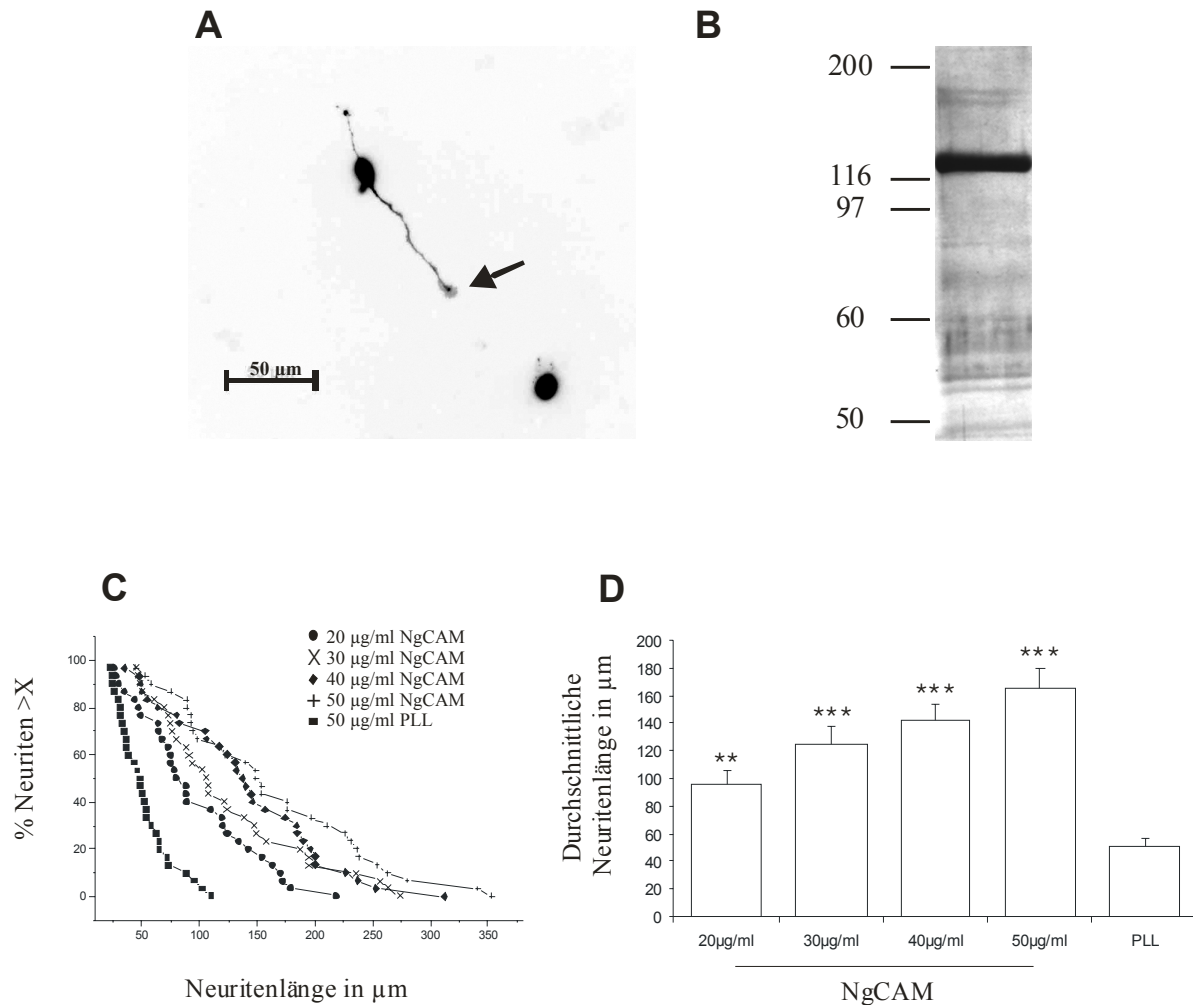 A
50 µm
B
200
116
97
60
50
C
% Neuriten >X
100
80
60
40
20
0
50
100
150
200
250
300
350
Neuritenlänge in µm
20 µg/ml NgCAM
30 µg/ml NgCAM
40 µg/ml NgCAM
50 µg/ml NgCAM
50 µg/ml PLL
D
Durchschnittliche
Neuritenlänge in µm
200
180
160
140
120
100
80
60
40
20
0
**
***
***
***
20µg/ml
30µg/ml
40µg/ml
50µg/ml
PLL
NgCAM